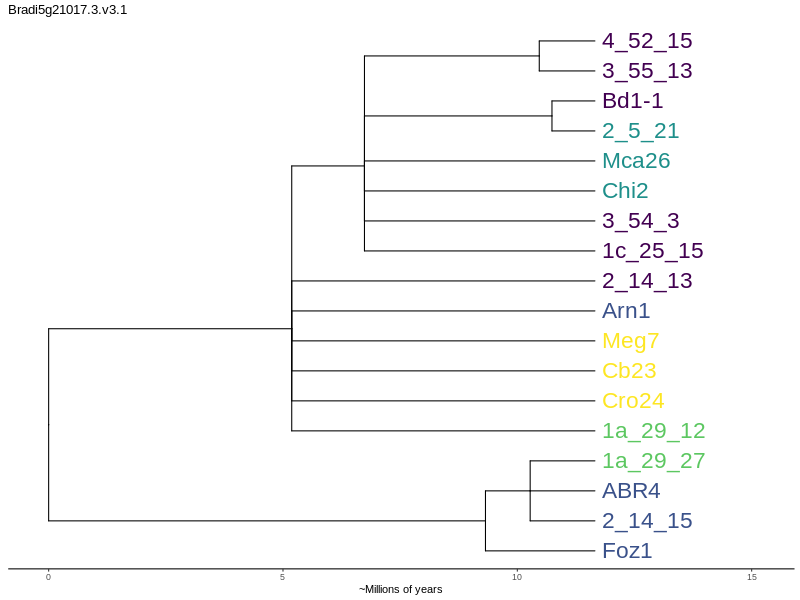 Bradi5g21017.3.v3.1
4_52_15
3_55_13
Bd1-1
2_5_21
Mca26
Chi2
3_54_3
1c_25_15
2_14_13
Arn1
Meg7
Cb23
Cro24
1a_29_12
1a_29_27
ABR4
2_14_15
Foz1
0 5 10 15
~Millions of years